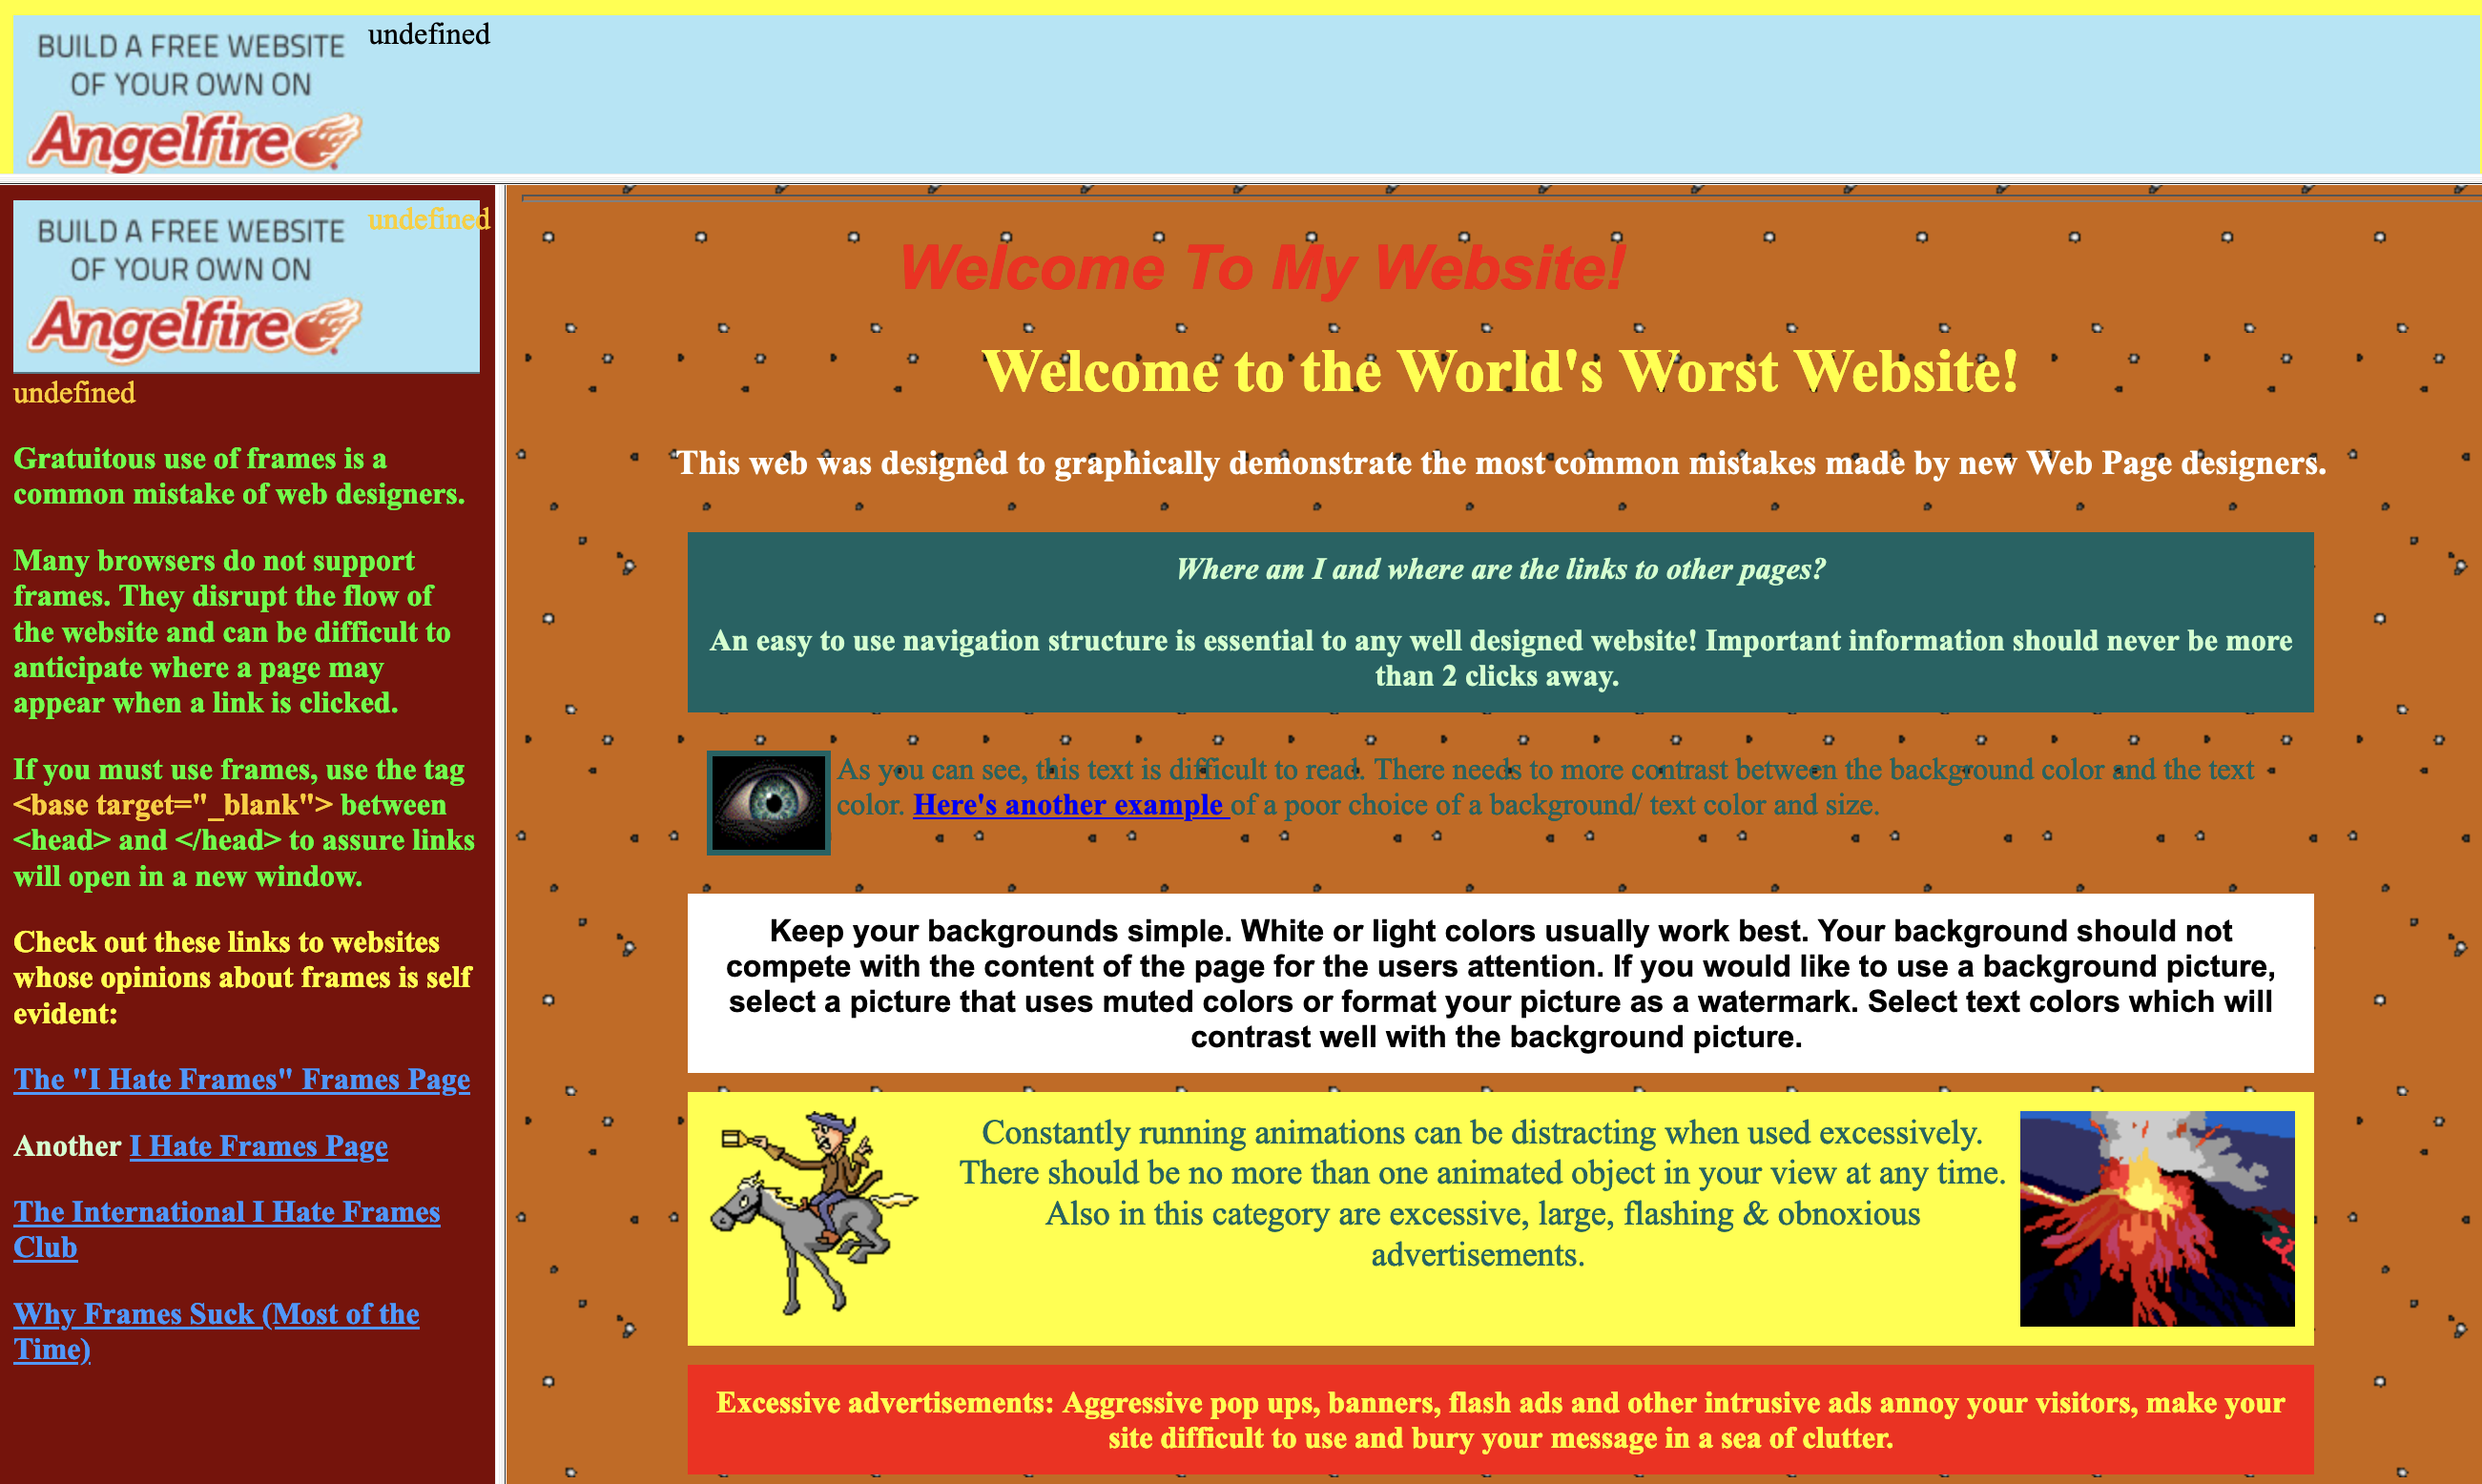 BUILD A FREE WEBSITE
OF YOUR OWN ON
Angelfire
undefined
BUILD A FREE WEBSITE
OF YOUR OWN ON
Angelfire
undefined
undefined
Gratuitous use of frames is a
common mistake of web designers.
Many browsers do not support
frames. They disrupt the flow of
the website and can be difficult to
anticipate where a page may
appear when a link is clicked.
If you must use frames, use the tag
<base target="_blank"> between
<head> and </head> to assure links
will open in a new window.
Check out these links to websites
whose opinions about frames is self
evident:
The "I Hate Frames" Frames Page
Another I Hate Frames Page
The International I Hate Frames
Club
Why Frames Suck (Most of the
Time)
Welcome To My Website!
Welcome to the World's Worst Website!
This web was designed to graphically demonstrate the most common mistakes made by new Web Page designers.
Where am I and where are the links to other pages?
An easy to use navigation structure is essential to any well designed website! Important information should never be more
than 2 clicks away.
As you can see, this text is difficult to read. There needs to more contrast between the background color and the text
color. Here's another example of a poor choice of a background/ text color and size.
Keep your backgrounds simple. White or light colors usually work best. Your background should not
compete with the content of the page for the users attention. If you would like to use a background picture,
select a picture that uses muted colors or format your picture as a watermark. Select text colors which will
contrast well with the background picture.
Constantly running animations can be distracting when used excessively.
There should be no more than one animated object in your view at any time.
Also in this category are excessive, large, flashing & obnoxious
advertisements.
Excessive advertisements: Aggressive pop ups, banners, flash ads and other intrusive ads annoy your visitors, make your
site difficult to use and bury your message in a sea of clutter.